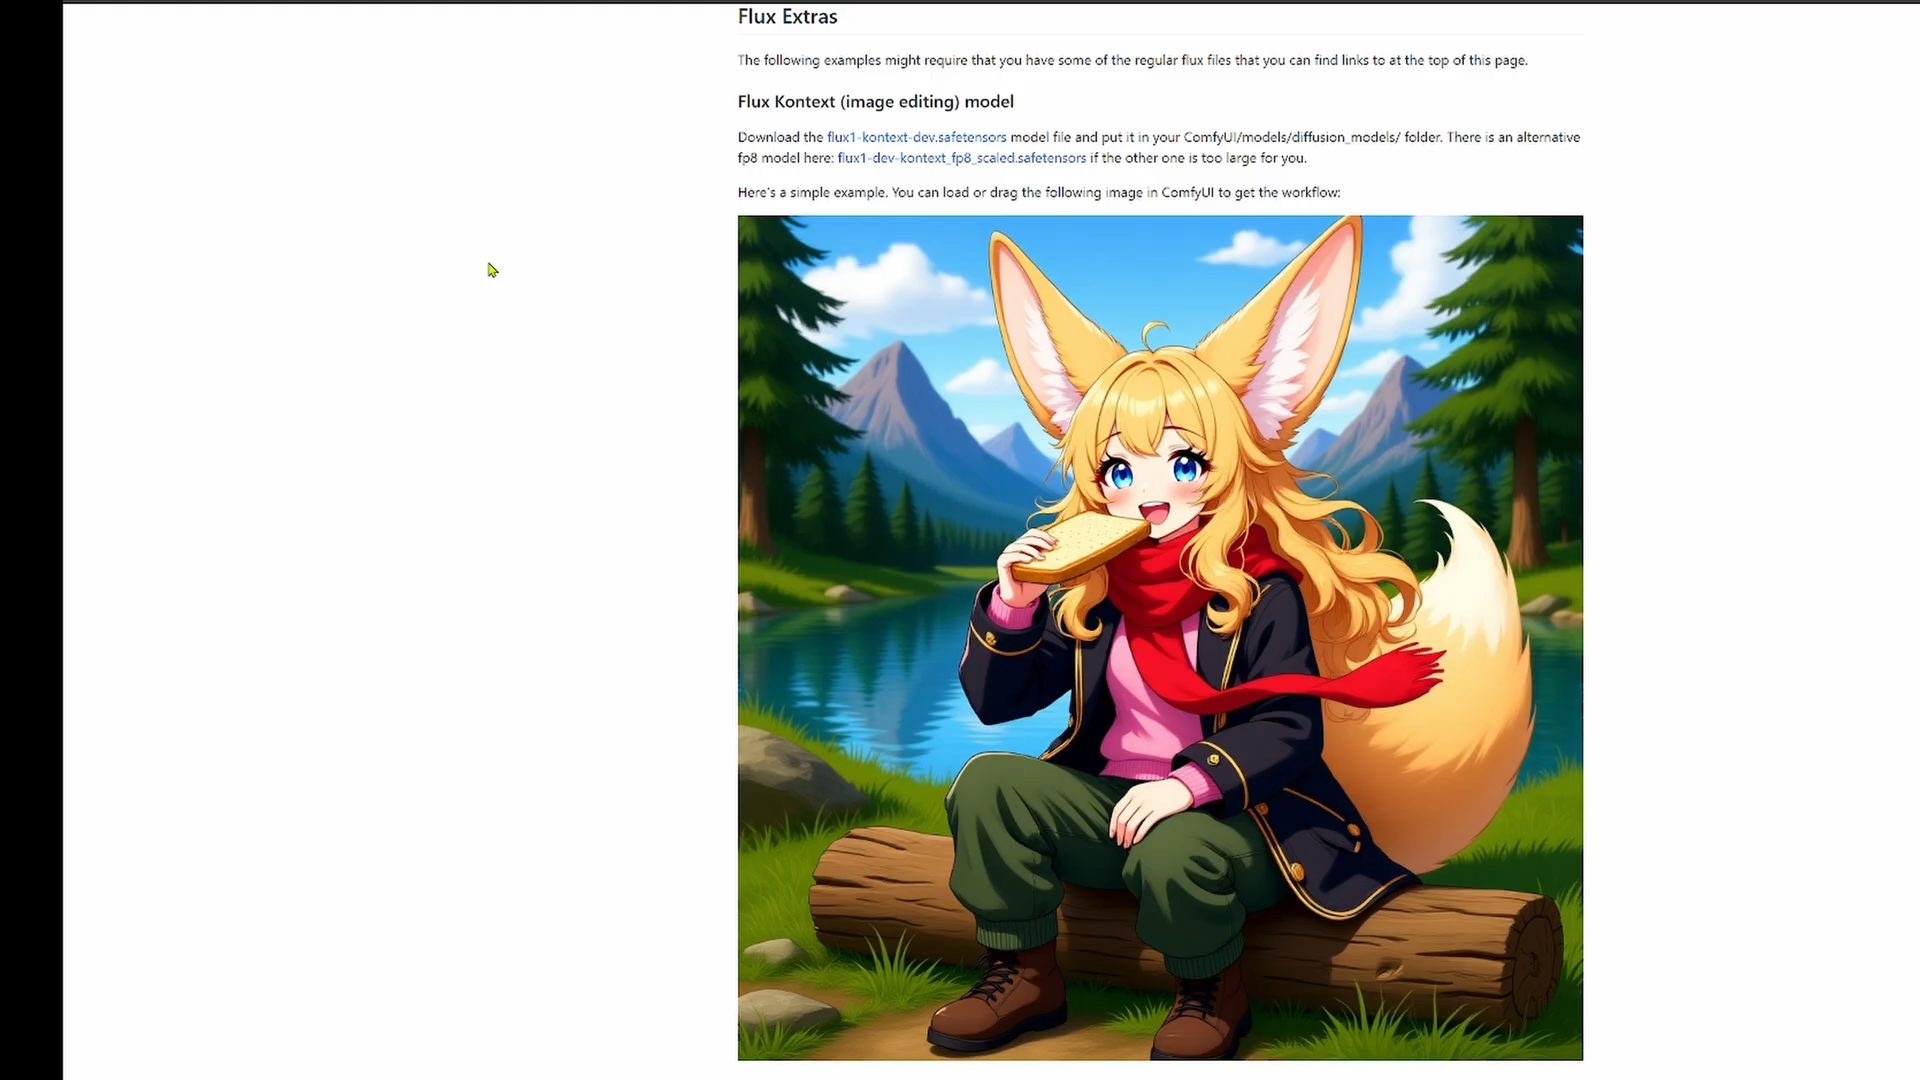 Flux Extras
The following examples might require that you have some of the regular flux files that you can find links to at the top of this page.
Flux Kontext (image editing) model
Download the flux1-kontext-dev.safetensors model file and put it in your ComfyUI/models/diffusion_models/ folder. There is an alternative
fp8 model here: flux1-dev-kontext_fp8_scaled.safetensors if the other one is too large for you.
Here's a simple example. You can load or drag the following image in ComfyUI to get the workflow: